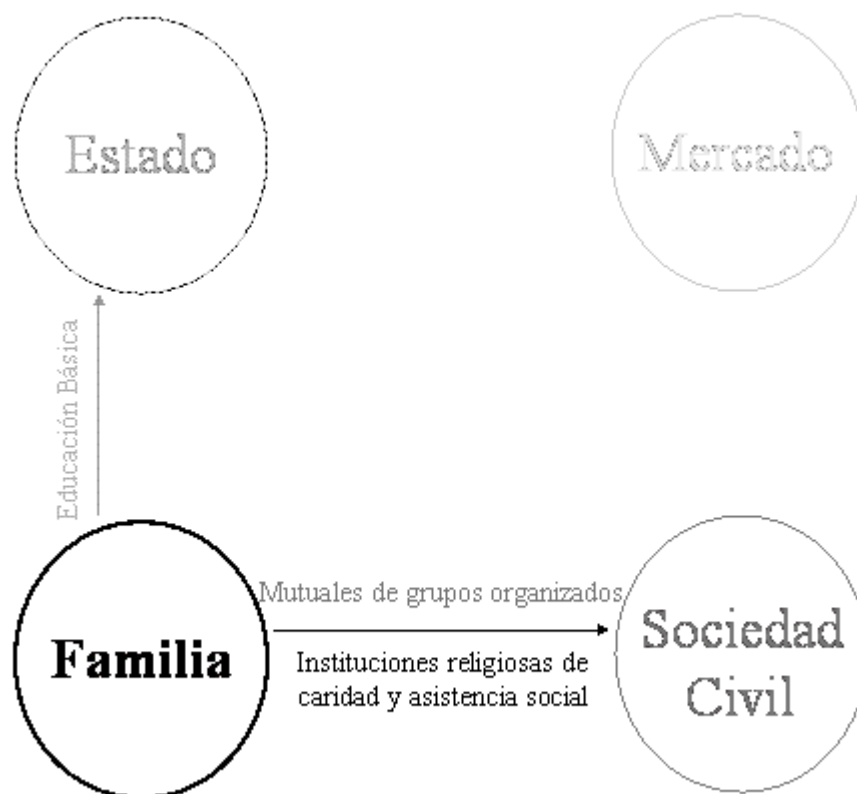 Estado
Mercado
Educación Básica
Familia
Mutuales de grupos organizados
Instituciones religiosas de
caridad y asistencia social
Sociedad
Civil